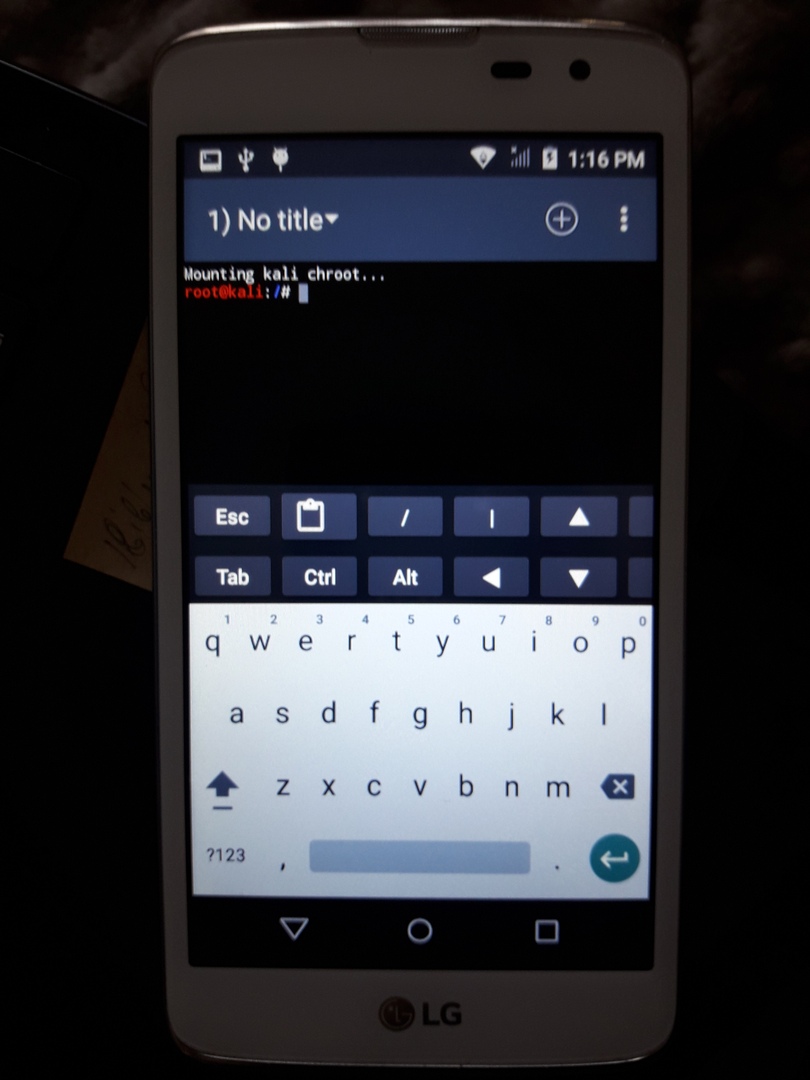 1:16 PM
1) No title
Mounting kali chroot...
root@kali:/#
Esc / |
Tab Ctrl Alt
1 2 3 4 5 6 7 8 9 0
q w e r t y u i o p
a s d f g h j k l
z x c v b n m
?123 , .
LG